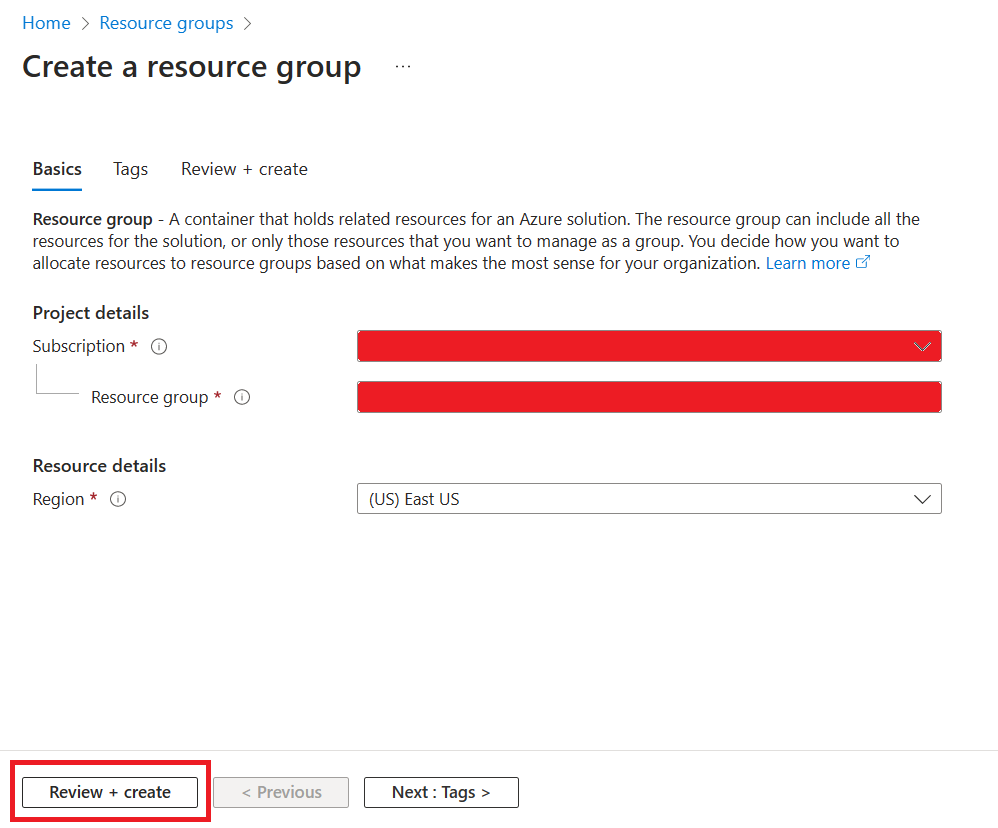 Home > Resource groups >
Create a resource group ...
Basics Tags Review + create
Resource group - A container that holds related resources for an Azure solution. The resource group can include all the
resources for the solution, or only those resources that you want to manage as a group. You decide how you want to
allocate resources to resource groups based on what makes the most sense for your organization. Learn more
Project details
Subscription *
Resource group *
Resource details
Region *
(US) East US
Review + create
< Previous
Next : Tags >